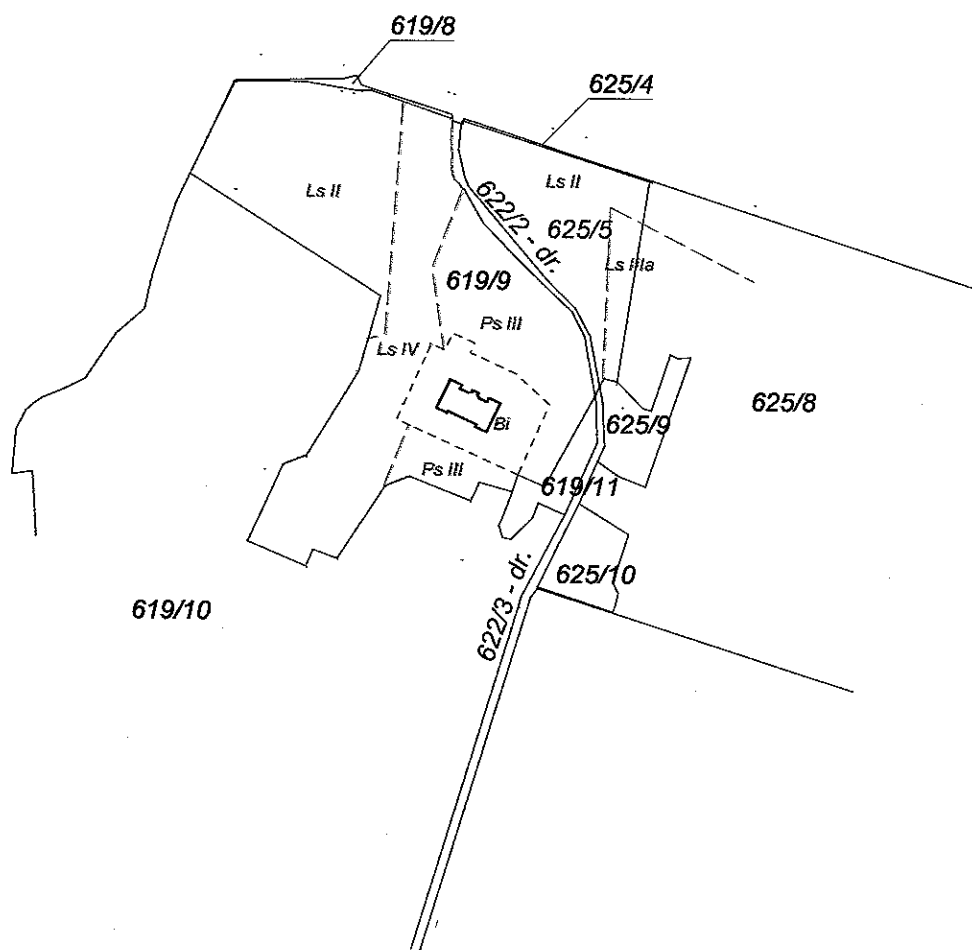 619/8
625/4
Ls II
Ls II
622/2 - dr.
625/5
Ls IIIa
619/9
Ps III
Ls IV
625/8
Bi
625/9
Ps III
619/11
625/10
622/3 - dr.
619/10